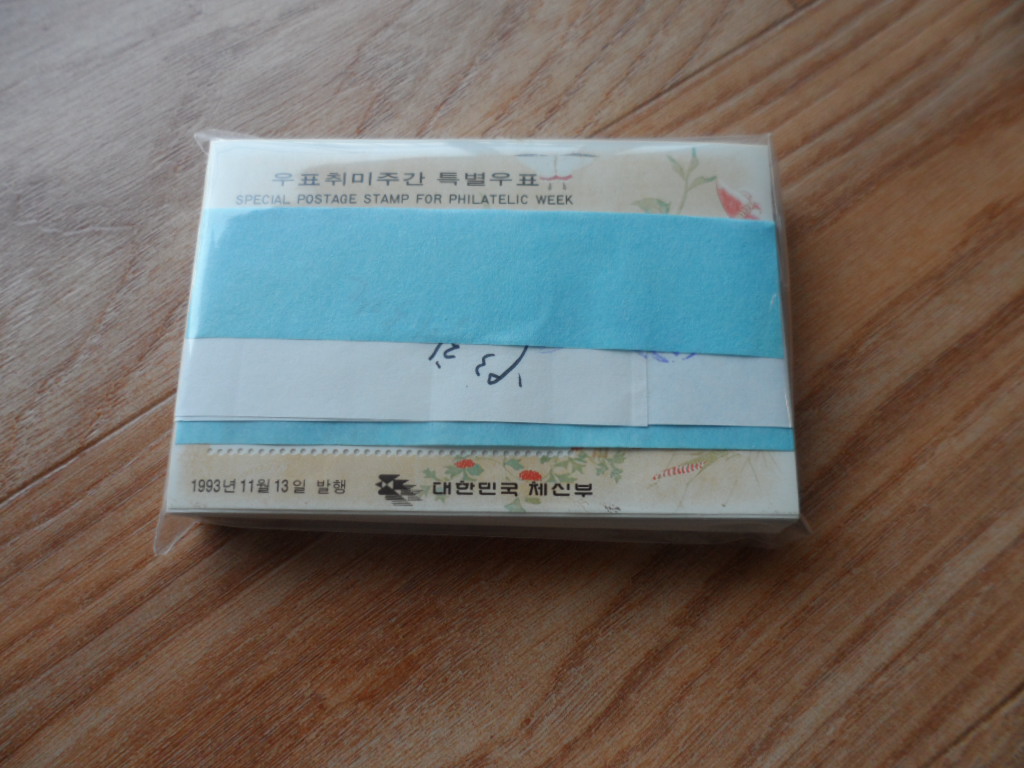 우표취미주간 특별우표
SPECIAL POSTAGE STAMP FOR PHILATELIC WEEK
1993년 11월 13일 발행
대한민국 체신부